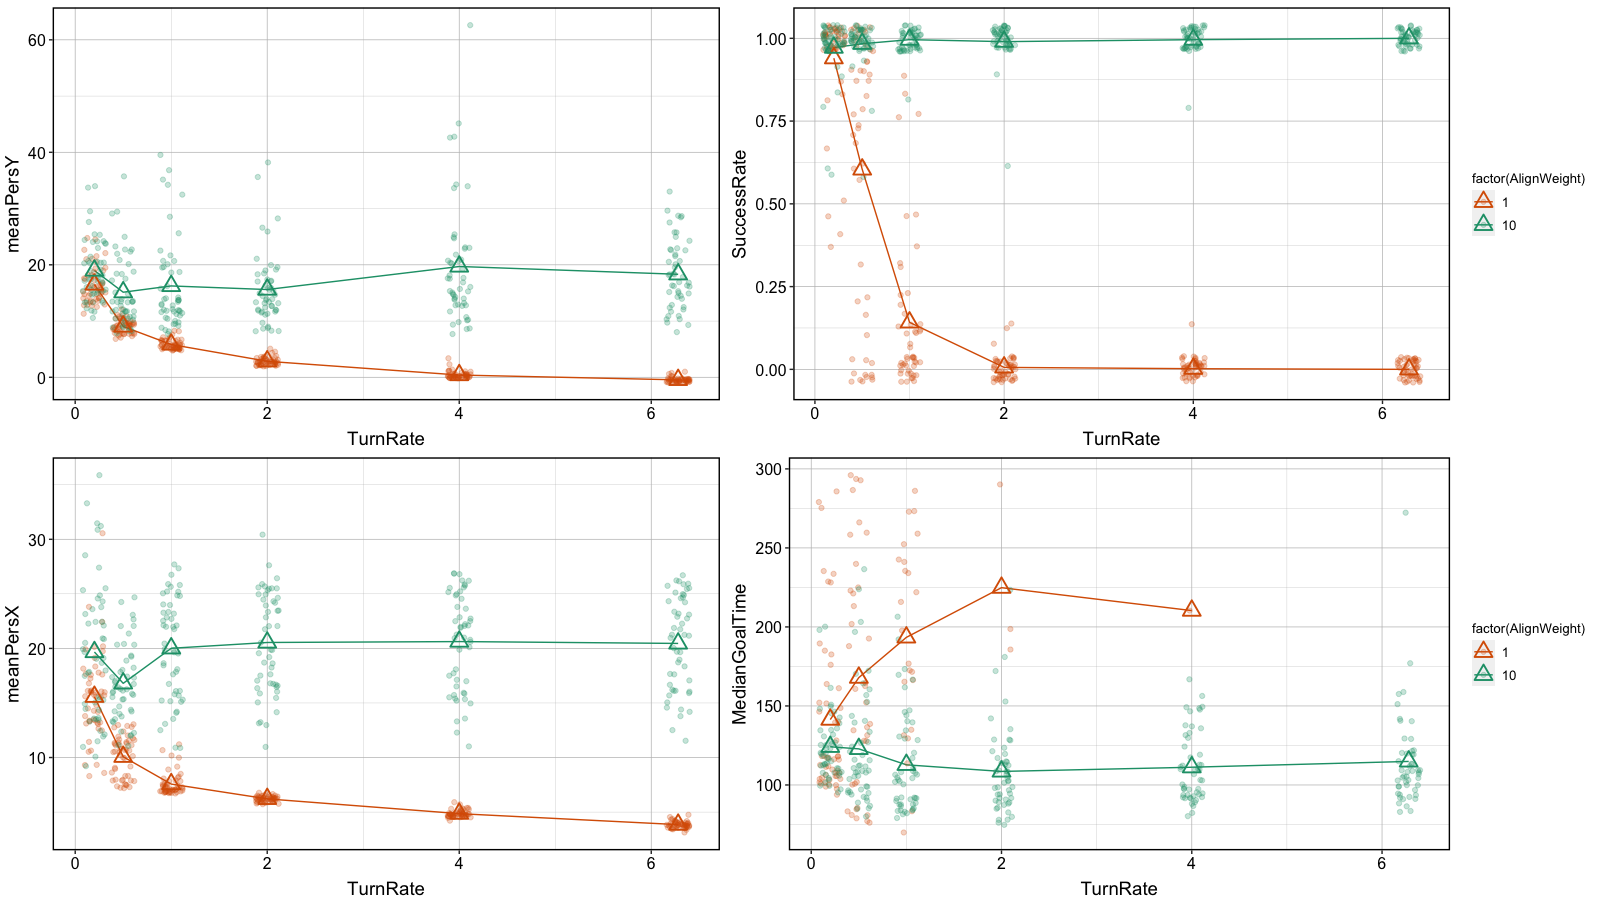 meanPersY
60
40
20
0
0 2 4 6
TurnRate
SuccessRate
1.00
0.75
0.50
0.25
0.00
0 2 4 6
TurnRate
factor(AlignWeight)
1
10
meanPersX
30
20
10
0 2 4 6
TurnRate
MedianGoalTime
300
250
200
150
100
0 2 4 6
TurnRate
factor(AlignWeight)
1
10